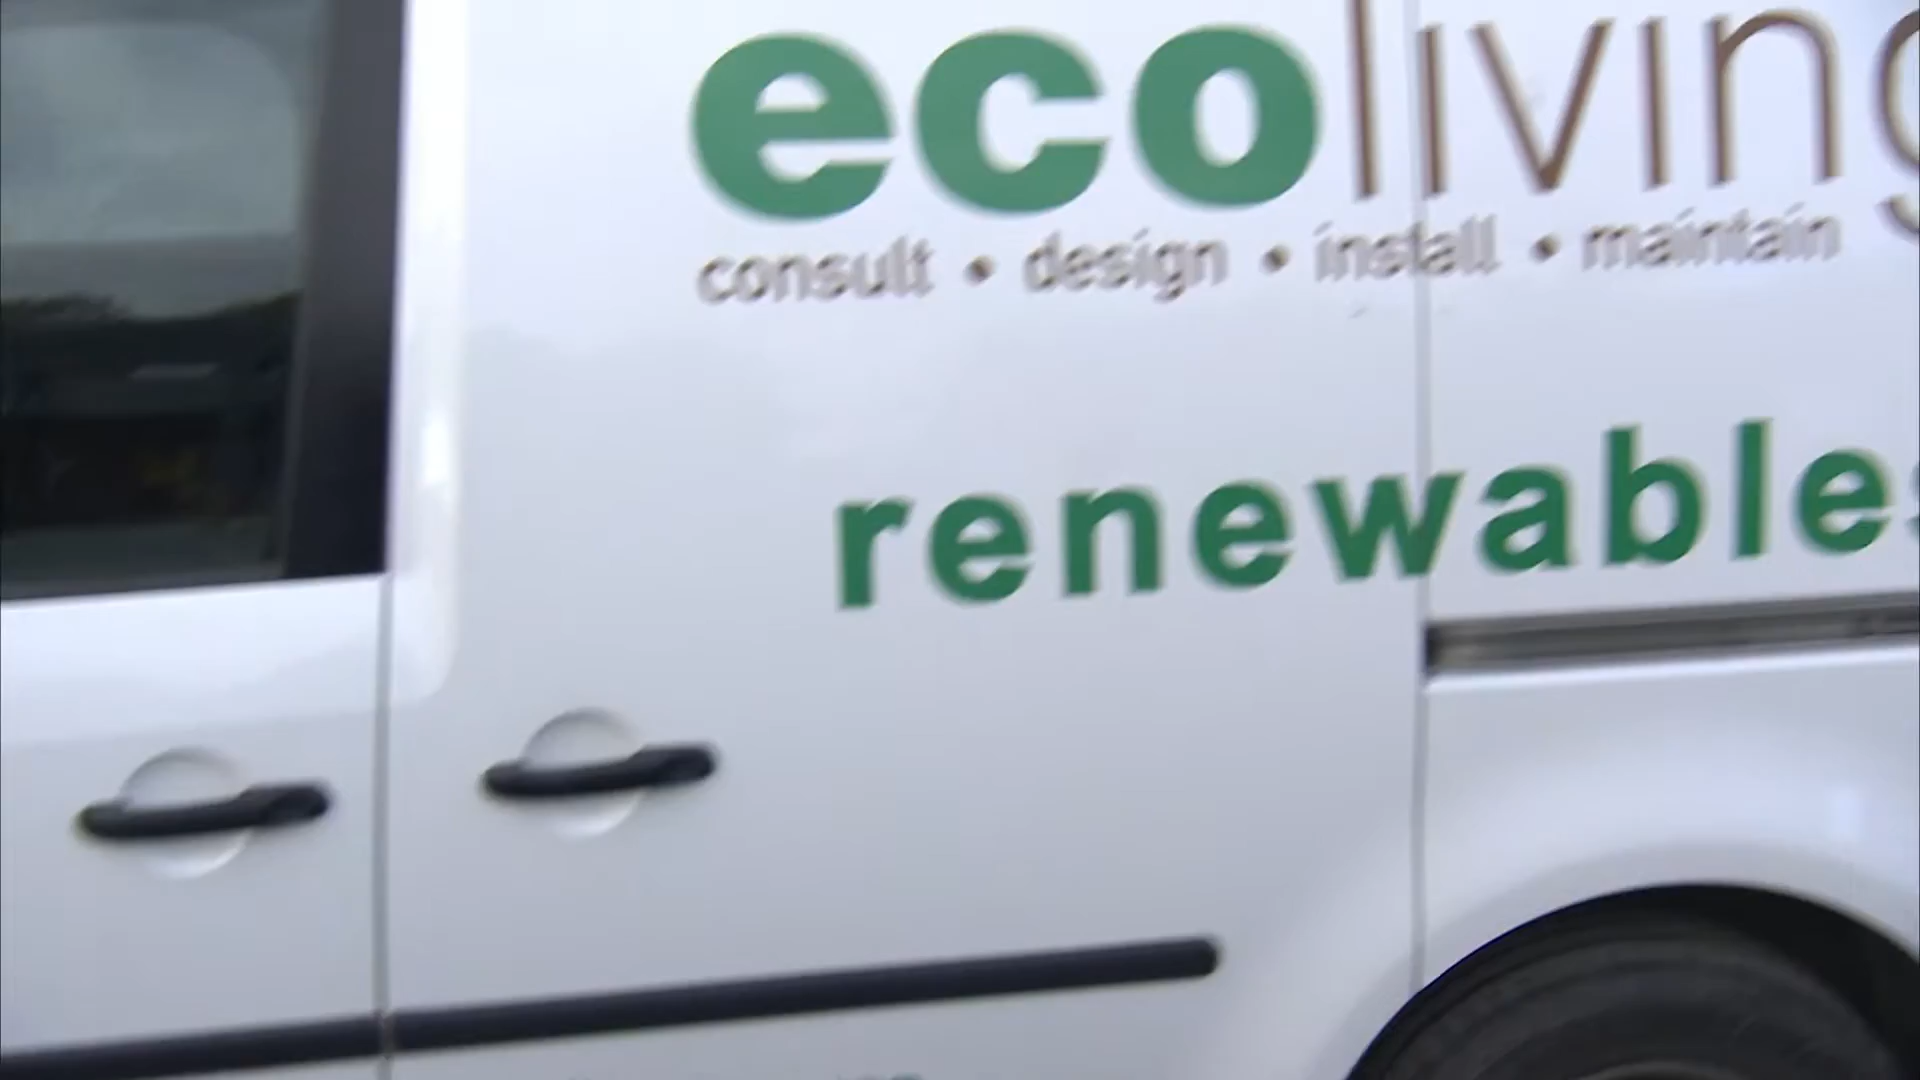 ecoliving
consult • design • install • maintain
renewables